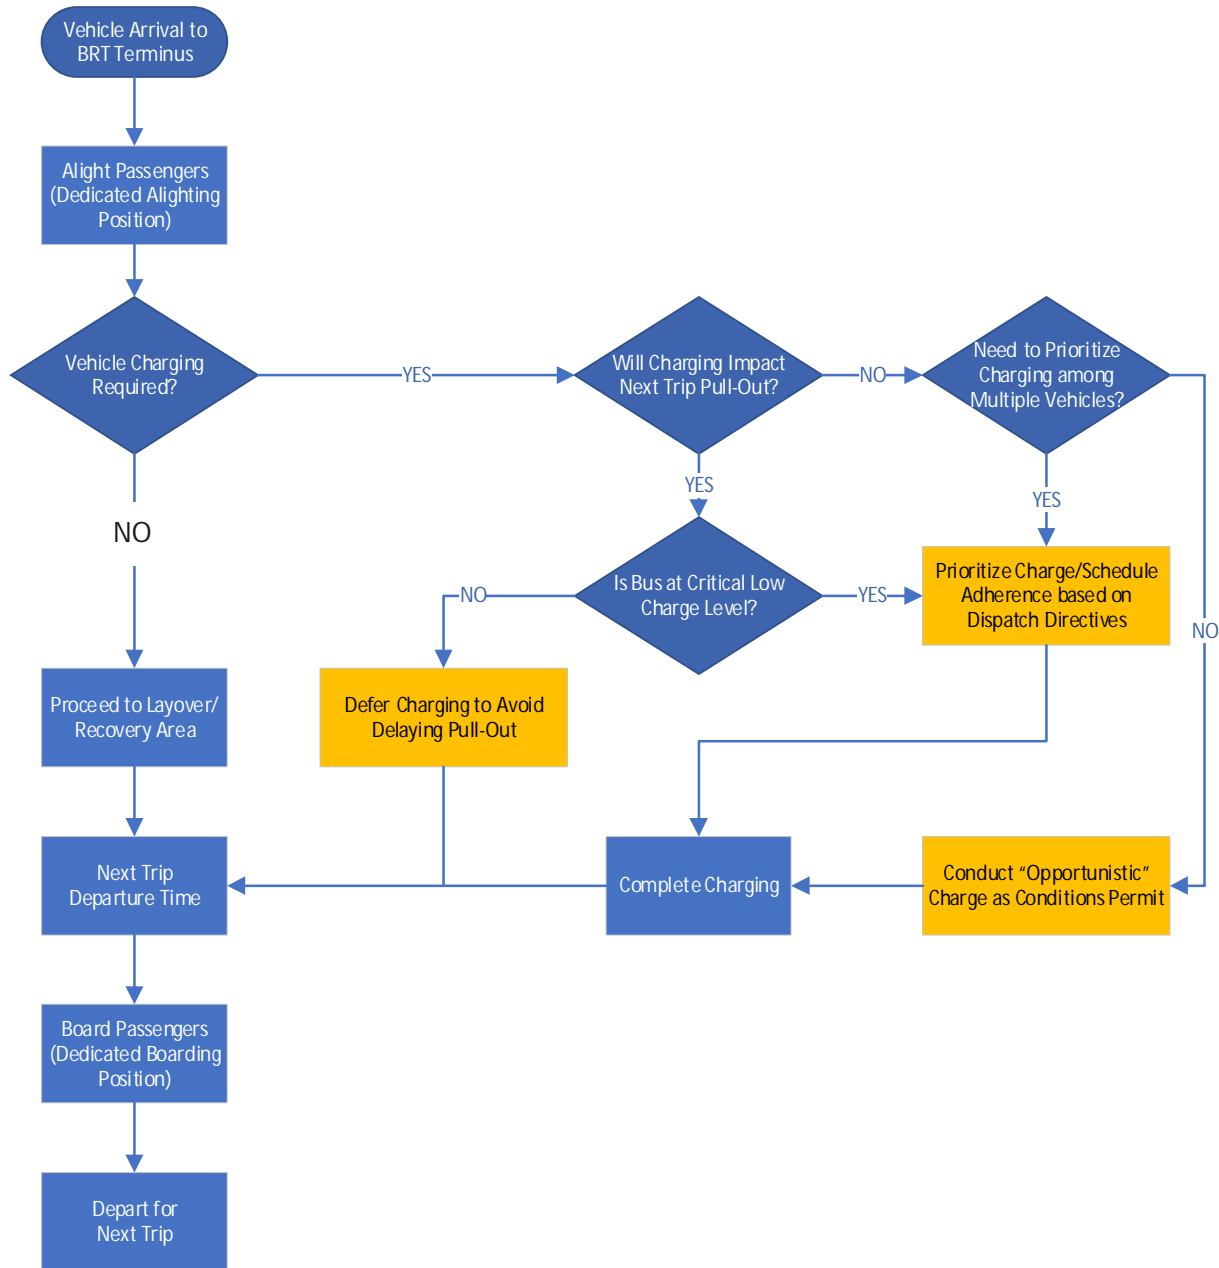 Vehicle Arrival to
BRT Terminus
Alight Passengers
(Dedicated Alighting
Position)
Vehicle Charging
Required?
YES
Will Charging Impact
Next Trip Pull-Out?
NO
Need to Prioritize
Charging among
Multiple Vehicles?
YES
YES
NO
Is Bus at Critical Low
Charge Level?
NO
YES
Prioritize Charge/Schedule
Adherence based on
Dispatch Directives
NO
Proceed to Layover/
Recovery Area
Defer Charging to Avoid
Delaying Pull-Out
Next Trip
Departure Time
Complete Charging
Conduct “Opportunistic”
Charge as Conditions Permit
Board Passengers
(Dedicated Boarding
Position)
Depart for
Next Trip